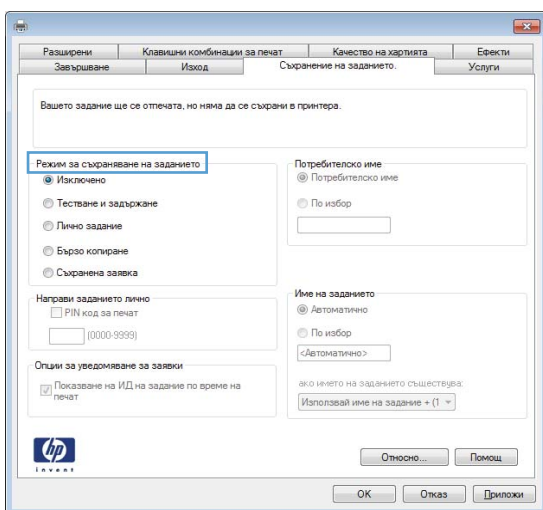 Разширени
Клавишни комбинации за печат
Качество на хартията
Ефекти
Завършване
Изход
Съхранение на заданието.
Услуги
Вашето задание ще се отпечата, но няма да се съхрани в принтера.
Режим за съхраняване на заданието
Изключено
Тестване и задържане
Лично задание
Бързо копиране
Съхранена заявка
Потребителско име
Потребителско име
По избор
Направи заданието лично
PIN код за печат
(0000-9999)
Име на заданието
Автоматично
По избор
<Автоматично>
Опции за уведомяване за заявки
Показване на ИД на задание по време на
печат
ако името на заданието съществува:
Използвай име на задание + (1
hp
invent
Относно...
Помощ
OK
Отказ
Приложи